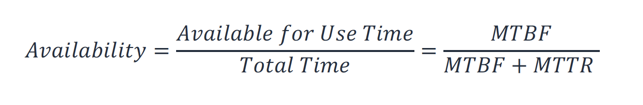 Availability = Available for Use Time / Total Time = MTBF / MTBF + MTTR